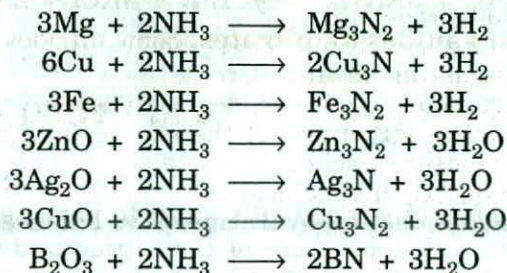 3Mg + 2NH₃ ⟶ Mg₃N₂ + 3H₂
6Cu + 2NH₃ ⟶ 2Cu₃N + 3H₂
3Fe + 2NH₃ ⟶ Fe₃N₂ + 3H₂
3ZnO + 2NH₃ ⟶ Zn₃N₂ + 3H₂O
3Ag₂O + 2NH₃ ⟶ Ag₃N + 3H₂O
3CuO + 2NH₃ ⟶ Cu₃N₂ + 3H₂O
B₂O₃ + 2NH₃ ⟶ 2BN + 3H₂O